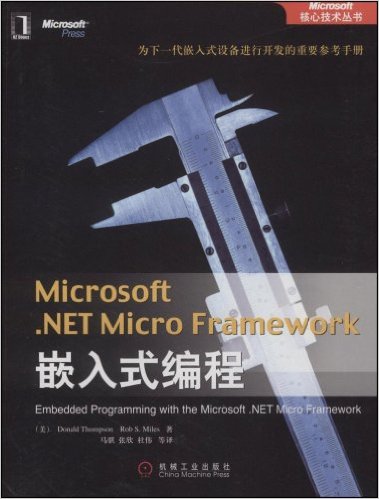 Microsoft
Press
Microsoft
核心技术丛书
为下一代嵌入式设备进行开发的重要参考手册
Microsoft
.NET Micro Framework
嵌入式编程
Embedded Programming with the Microsoft .NET Micro Framework
(美) Donald Thompson Rob S. Miles 著
马骐 张欣 杜伟 等译
机械工业出版社
China Machine Press